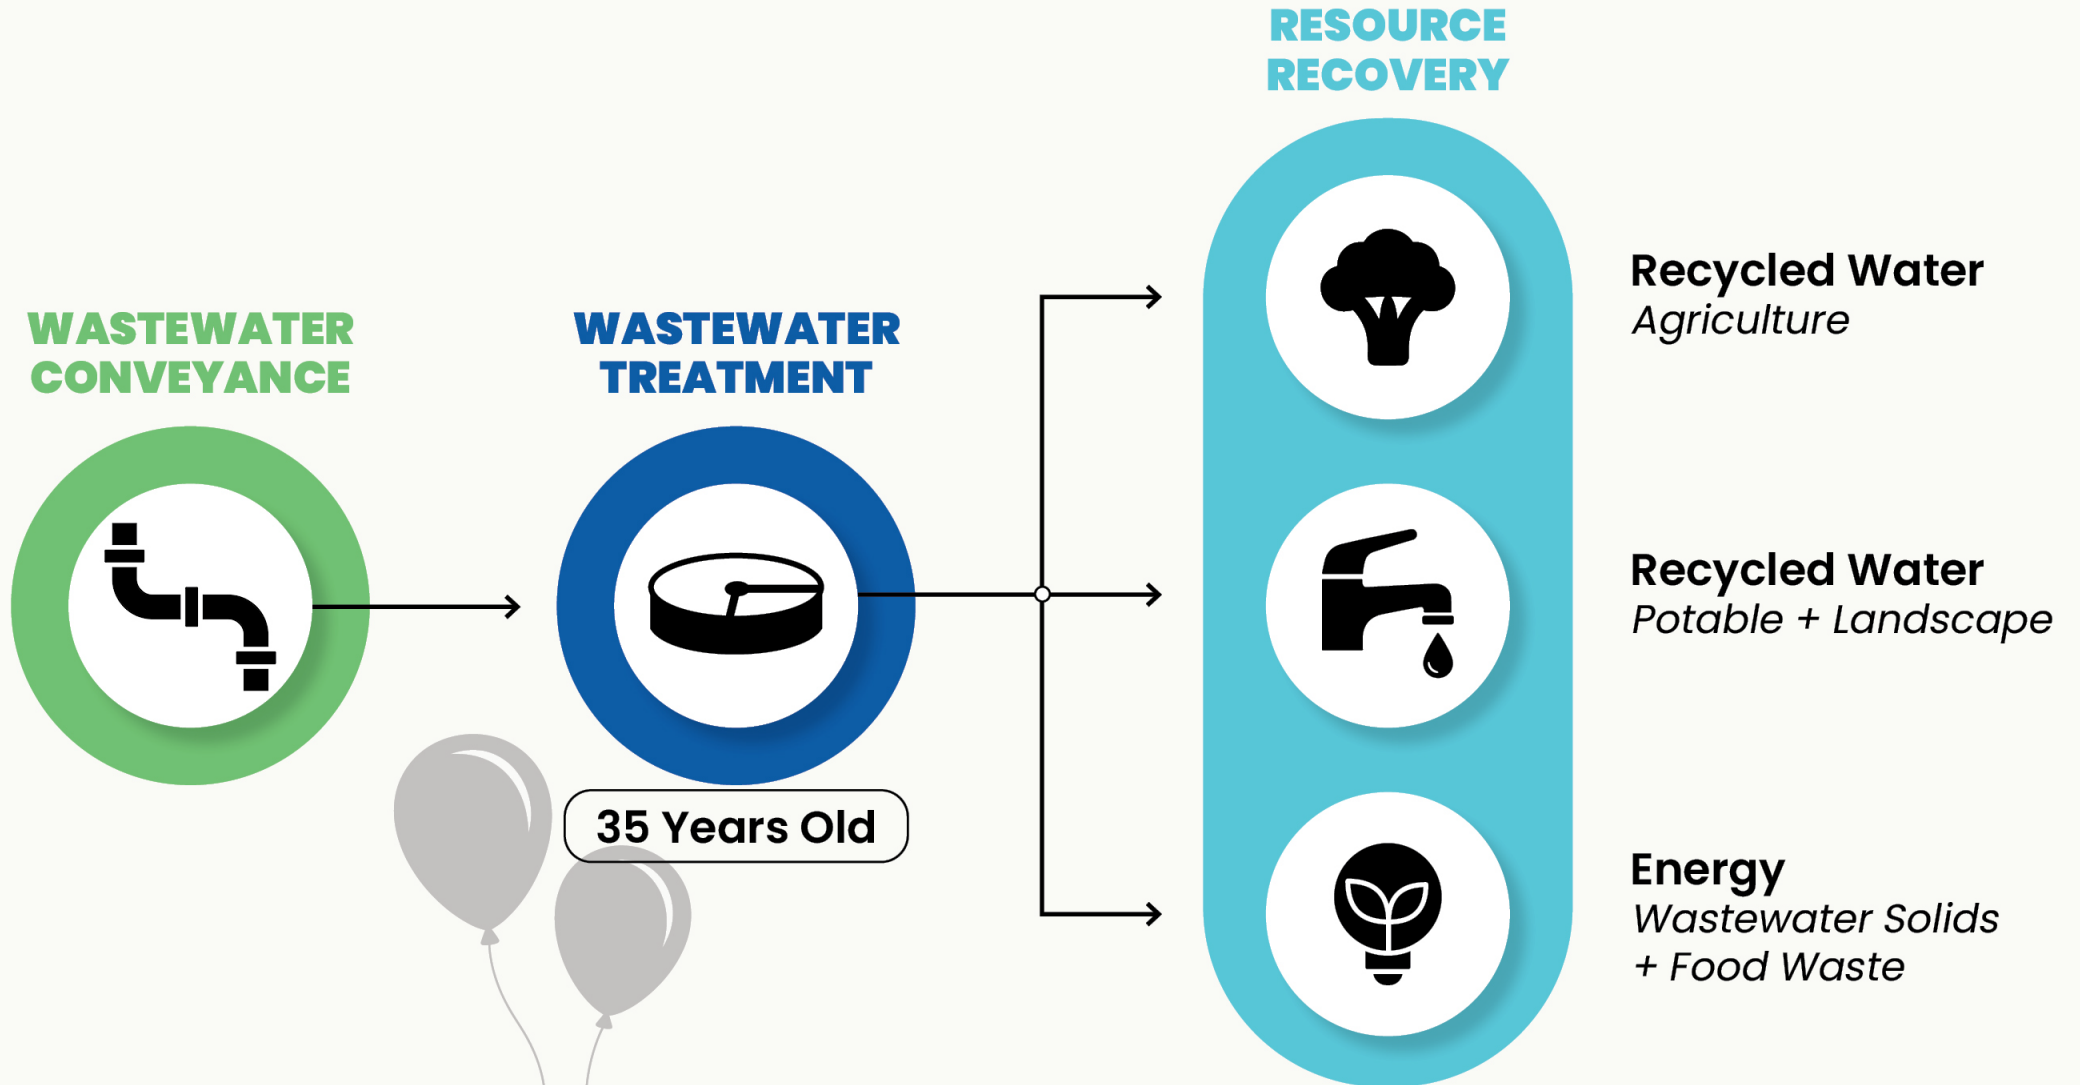 WASTEWATER
CONVEYANCE
WASTEWATER
TREATMENT
35 Years Old
RESOURCE
RECOVERY
Recycled Water
Agriculture
Recycled Water
Potable + Landscape
Energy
Wastewater Solids
+ Food Waste